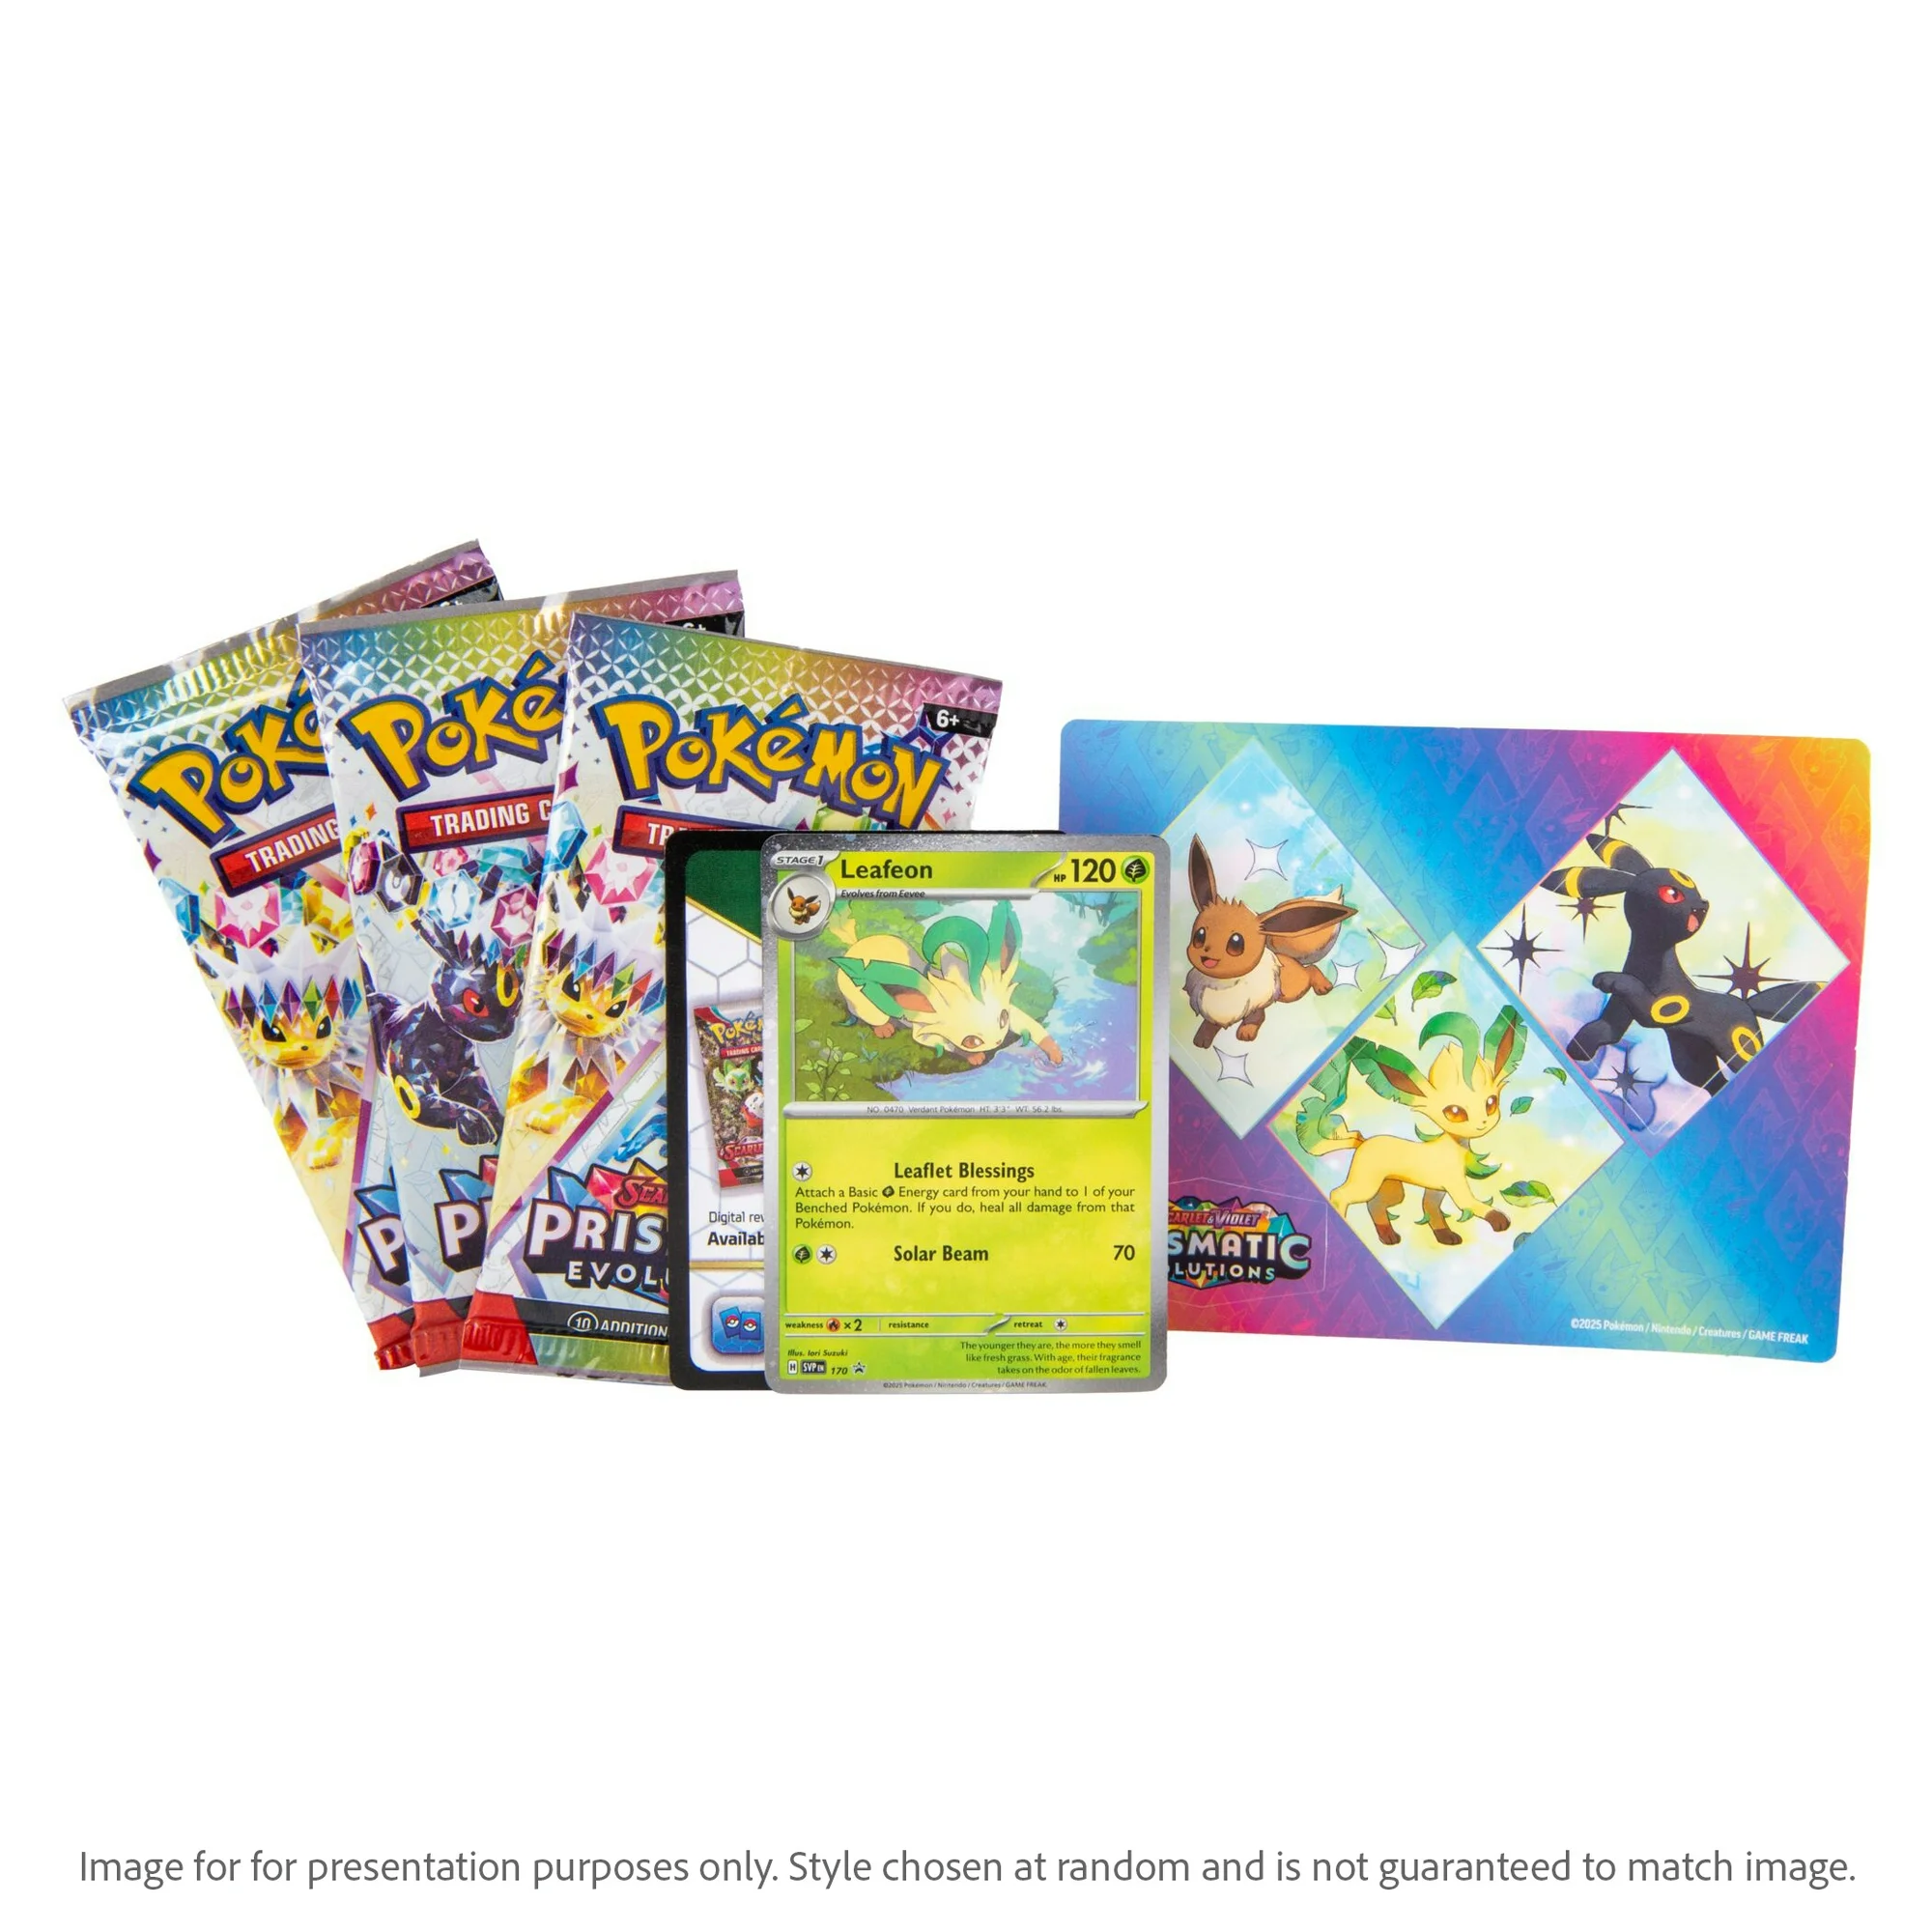 Poké
TRADING
P
Poké
TRADING C
P
6+
POKéMON
TR
PRIS
EVOL
10 ADDITION
Digital re
Availab
STAGE 1
Leafeon
HP 120
Evolves from Eevee
NO. 0470 Verdant Pokémon HT: 3'3" WT: 56.2 lbs.
Leaflet Blessings
Attach a Basic Energy card from your hand to 1 of your
Benched Pokémon. If you do, heal all damage from that
Pokémon.
Solar Beam 70
weakness x2 resistance retreat
Illus. Iori Suzuki
H SVP EN 170
The younger they are, the more they smell
like fresh grass. With age, their fragrance
takes on the odor of fallen leaves.
©2025 Pokémon / Nintendo / Creatures / GAME FREAK
ARLET & VIOLET
SMATIC
LUTIONS
©2025 Pokémon / Nintendo / Creatures / GAME FREAK
Image for for presentation purposes only. Style chosen at random and is not guaranteed to match image.